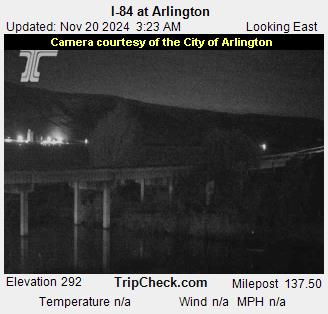 I-84 at Arlington
Updated: Nov 20 2024 3:23 AM Looking East
Camera courtesy of the City of Arlington
Elevation 292 TripCheck.com Milepost 137.50
Temperature n/a Wind n/a MPH n/a